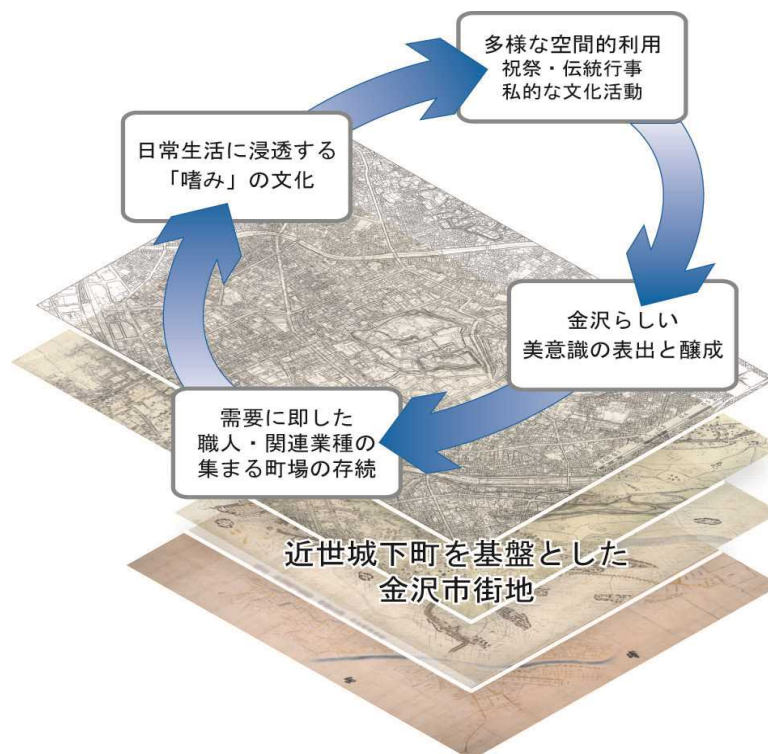 多様な空間的利用
祝祭・伝統行事
私的な文化活動
日常生活に浸透する
「嗜み」の文化
金沢らしい
美意識の表出と醸成
需要に即した
職人・関連業種の
集まる町場の存続
近世城下町を基盤とした
金沢市街地